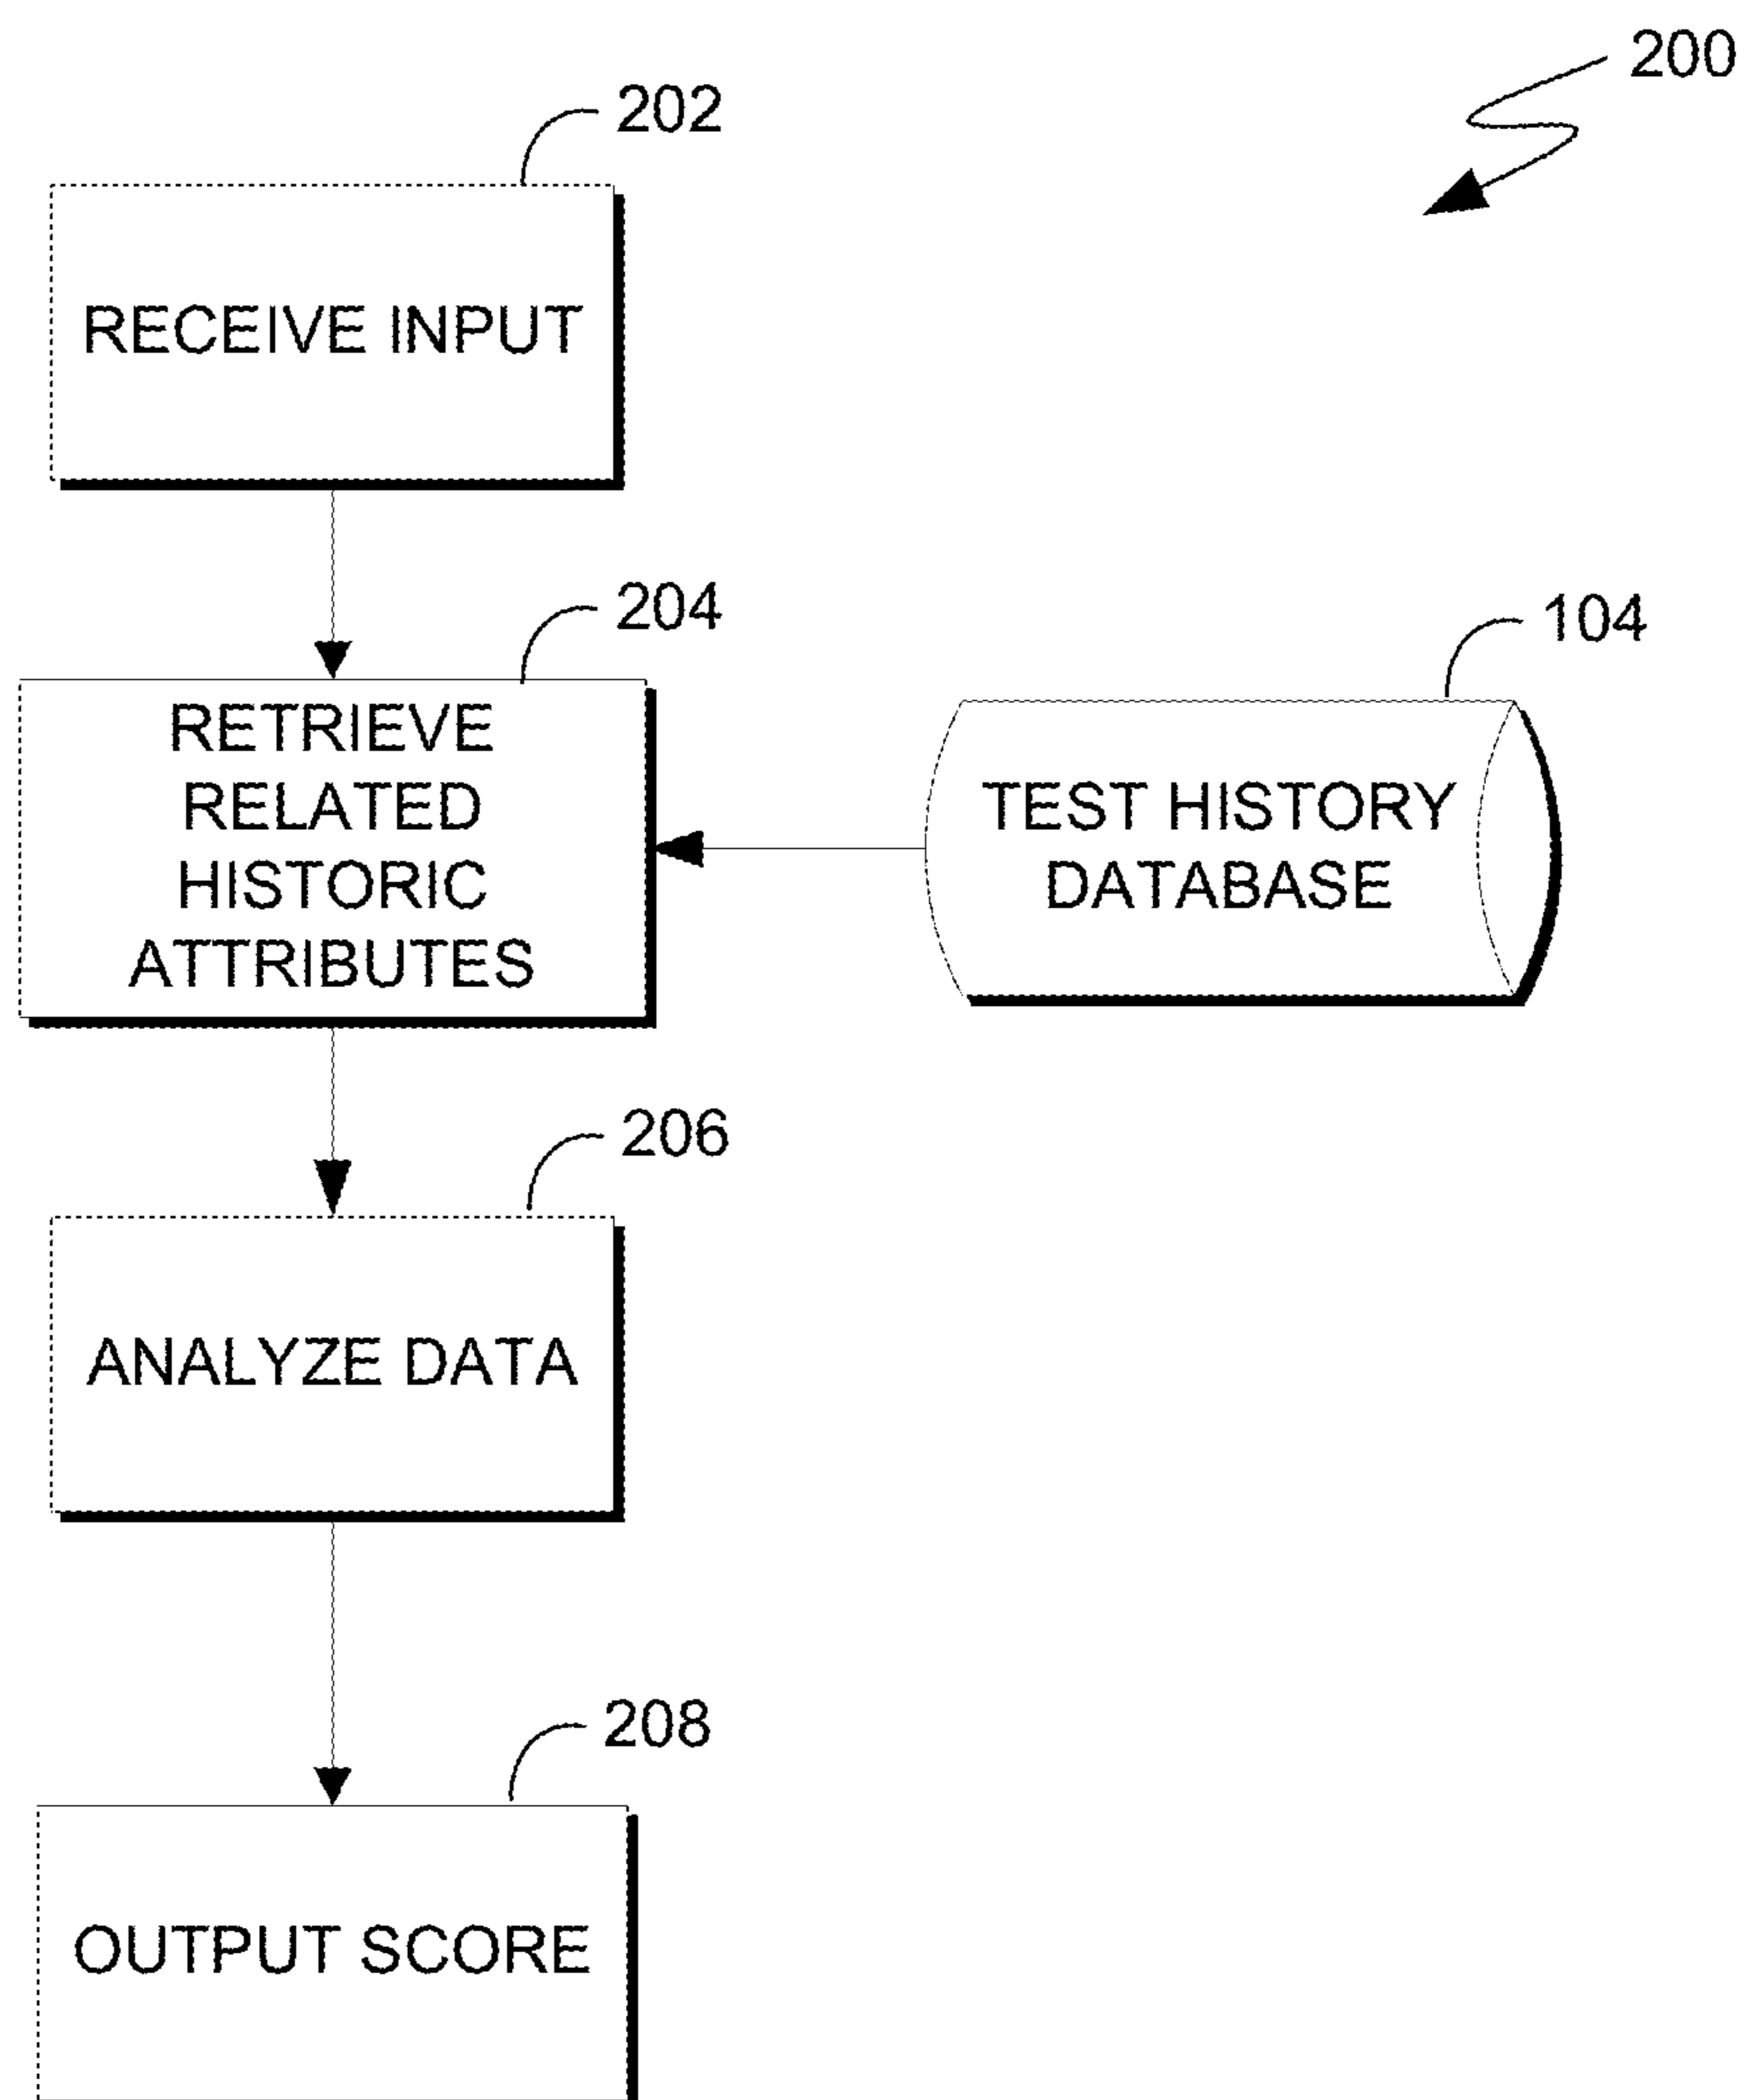 200
202
RECEIVE INPUT
204
RETRIEVE
RELATED
HISTORIC
ATTRIBUTES
104
TEST HISTORY
DATABASE
206
ANALYZE DATA
208
OUTPUT SCORE